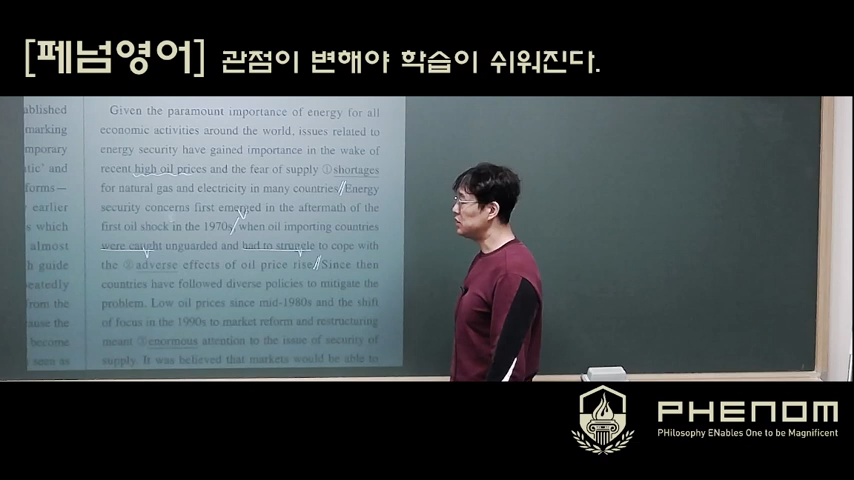 [페넘영어] 관점이 변해야 학습이 쉬워진다.
ablished
marking
mporary
tic' and
forms—
earlier
s which
almost
h guide
eatedly
from the
ause the
become
seen as
Given the paramount importance of energy for all
economic activities around the world, issues related to
energy security have gained importance in the wake of
recent high oil prices and the fear of supply ①shortages
for natural gas and electricity in many countries. Energy
security concerns first emerged in the aftermath of the
first oil shock in the 1970s, when oil importing countries
were caught unguarded and had to struggle to cope with
the ②adverse effects of oil price rise. Since then
countries have followed diverse policies to mitigate the
problem. Low oil prices since mid-1980s and the shift
of focus in the 1990s to market reform and restructuring
meant ③enormous attention to the issue of security of
supply. It was believed that markets would be able to
PHENOM
PHilosophy ENables One to be Magnificent